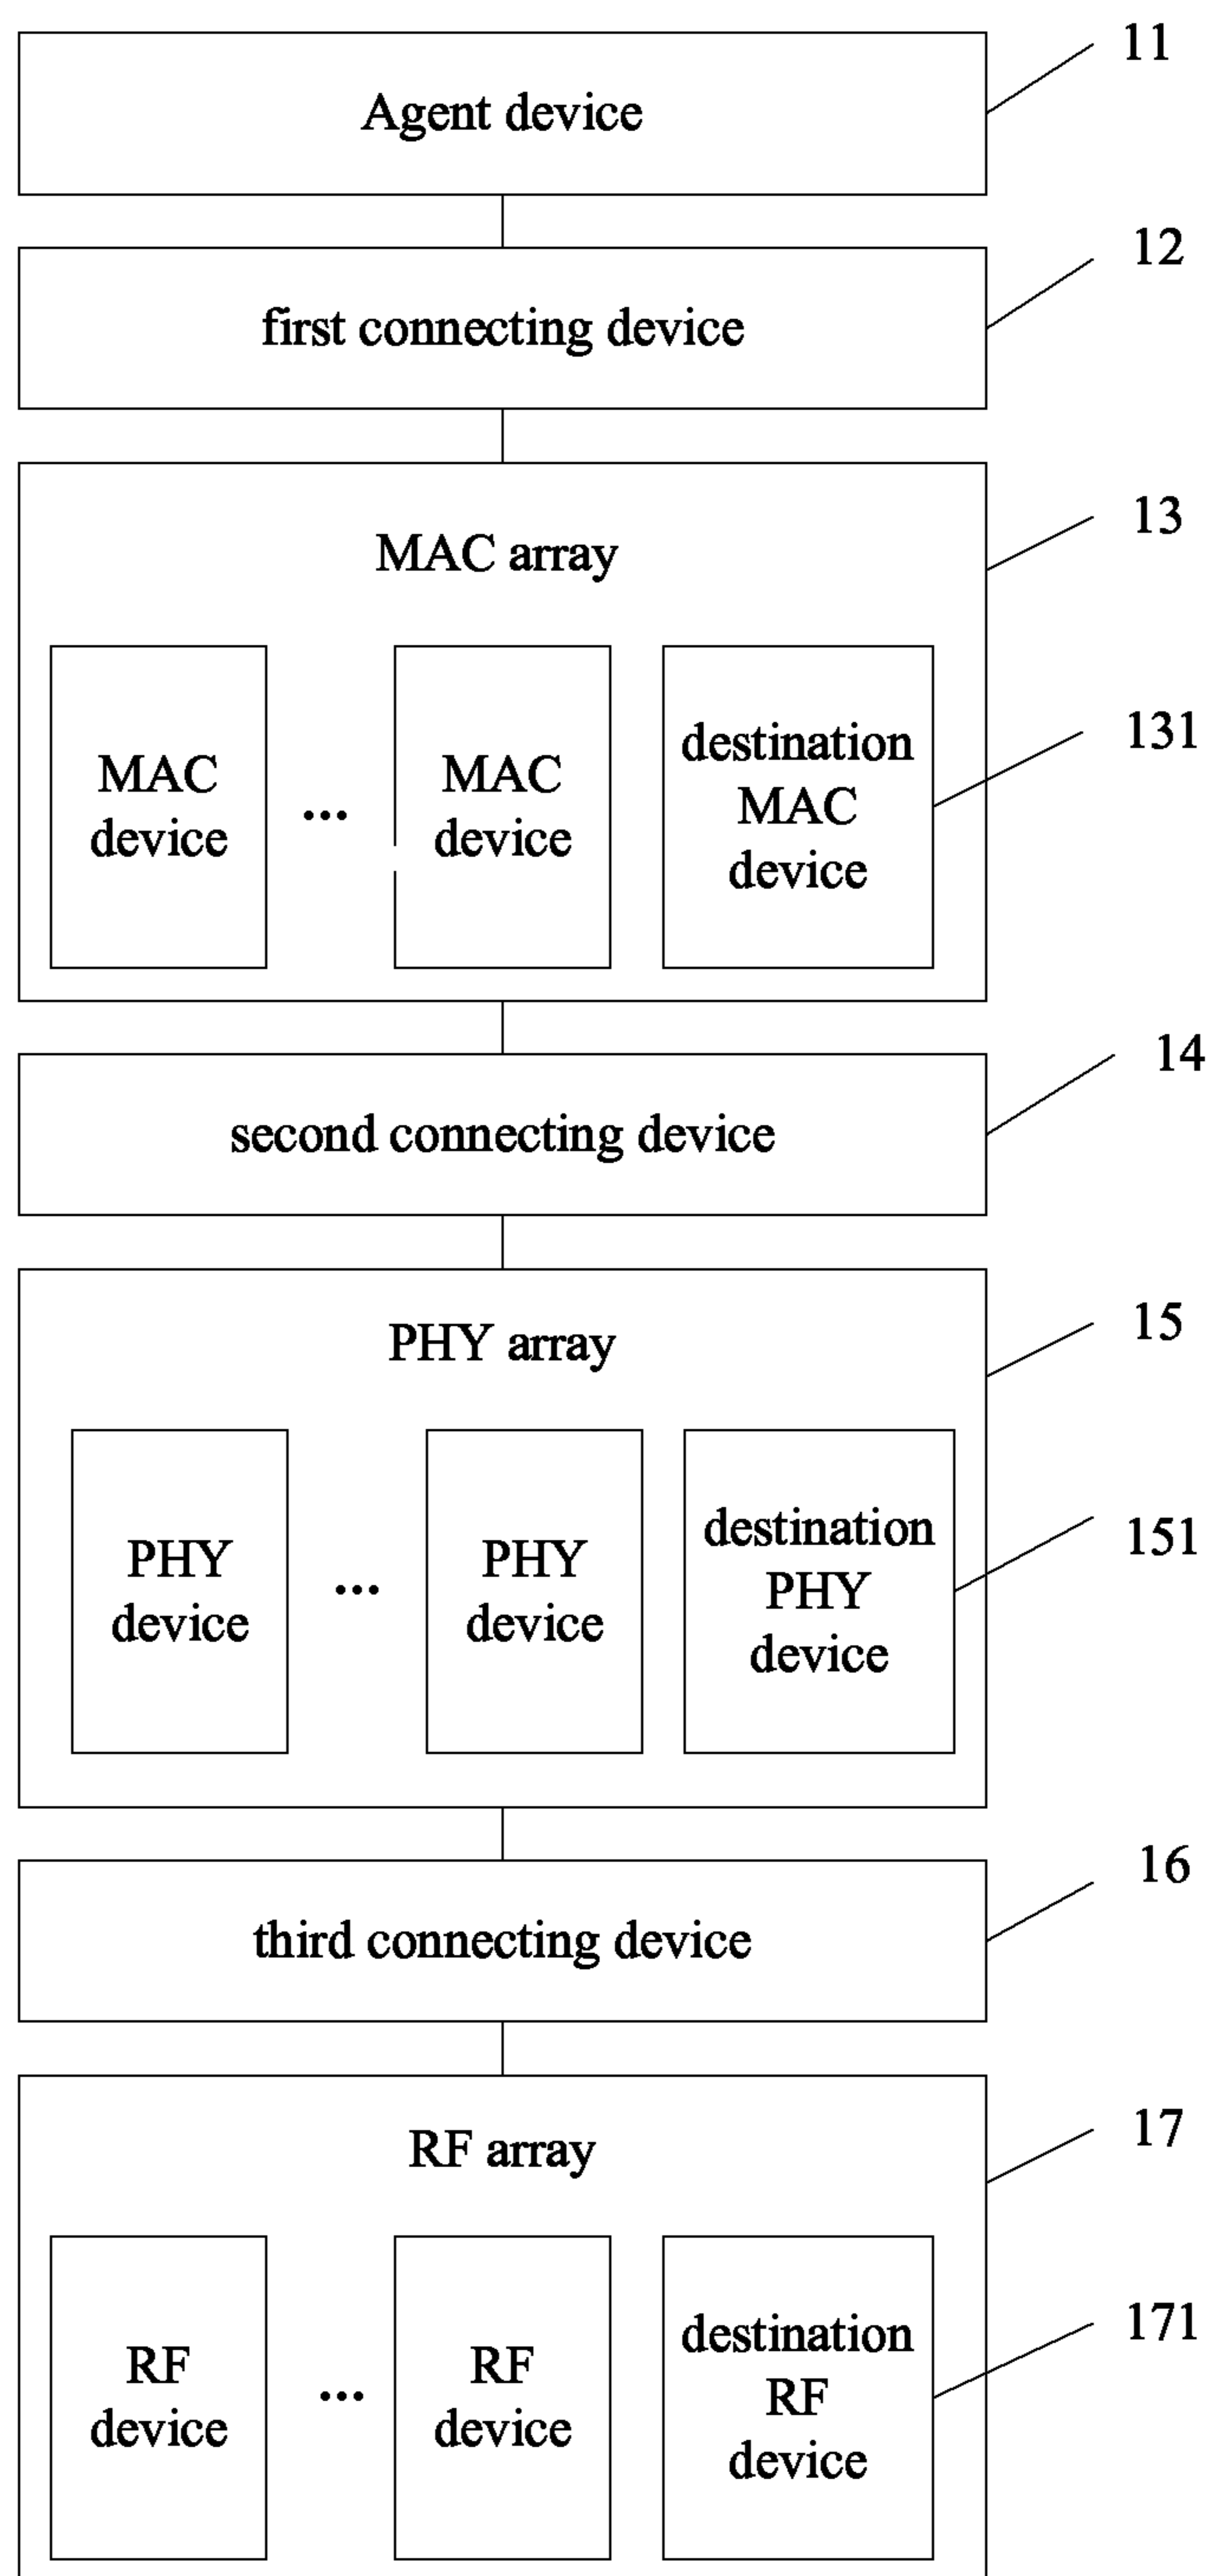 11
Agent device
12
first connecting device
13
MAC array
131
MAC
device
...
MAC
device
destination
MAC
device
14
second connecting device
15
PHY array
151
PHY
device
...
PHY
device
destination
PHY
device
16
third connecting device
17
RF array
171
RF
device
...
RF
device
destination
RF
device